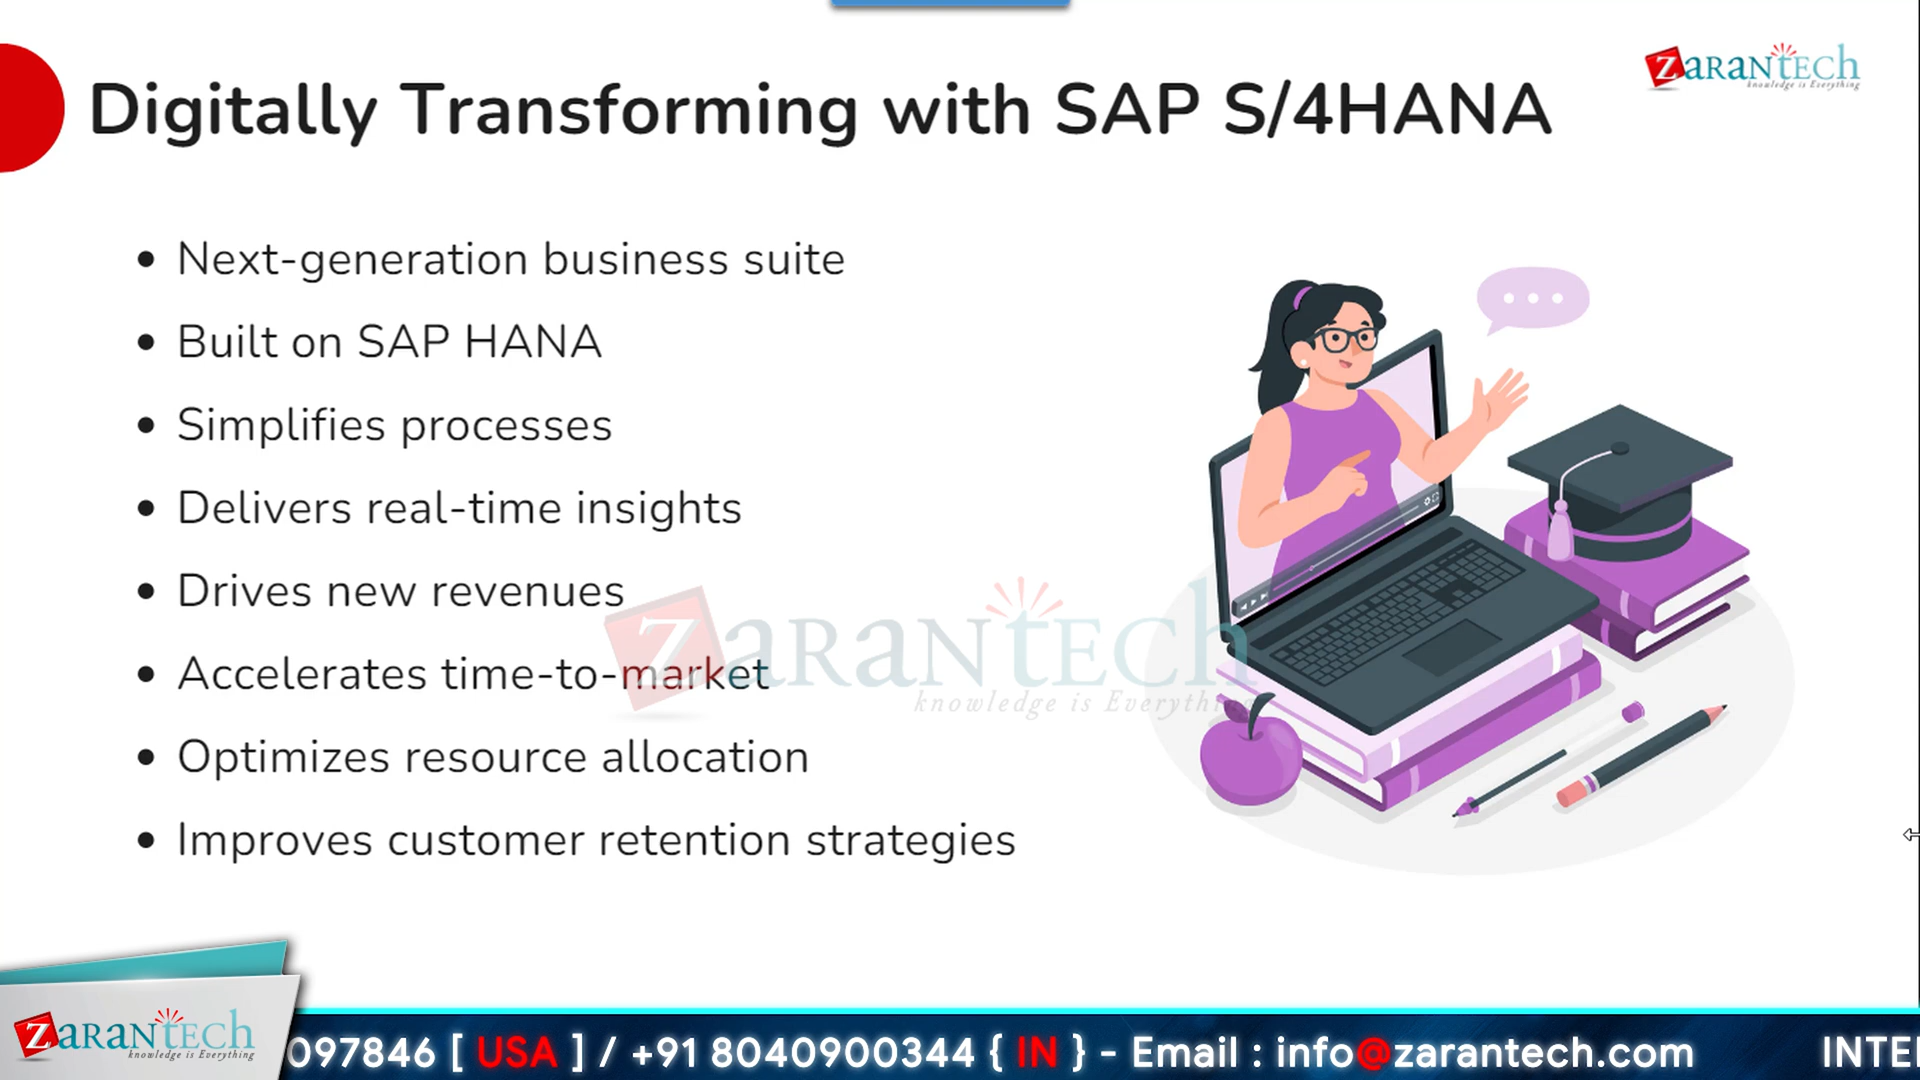 Digitally Transforming with SAP S/4HANA
ZaranTech
knowledge is Everything
• Next-generation business suite
• Built on SAP HANA
• Simplifies processes
• Delivers real-time insights
• Drives new revenues
• Accelerates time-to-market
• Optimizes resource allocation
• Improves customer retention strategies
ZaranTech
knowledge is Everything
ZaranTech
knowledge is Everything
097846 [ USA ] / +91 8040900344 { IN } - Email : info@zarantech.com